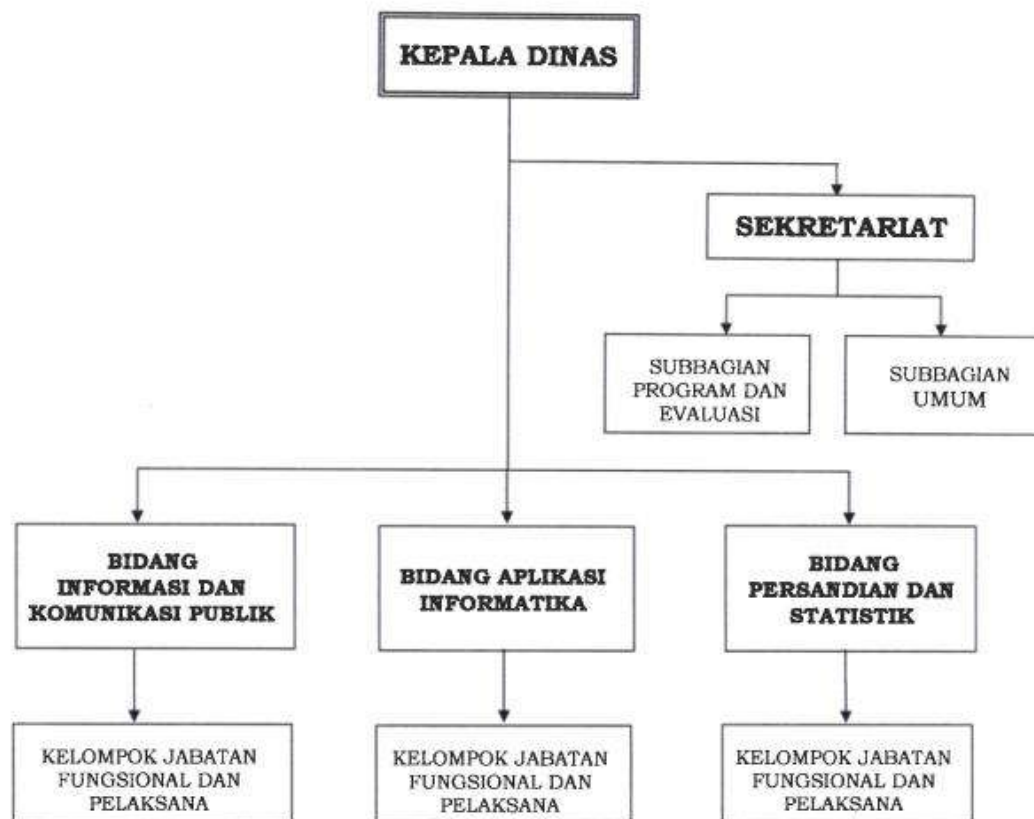 KEPALA DINAS
SEKRETARIAT
SUBBAGIAN
PROGRAM DAN
EVALUASI
SUBBAGIAN
UMUM
BIDANG
INFORMASI DAN
KOMUNIKASI PUBLIK
BIDANG APLIKASI
INFORMATIKA
BIDANG
PERSANDIAN DAN
STATISTIK
KELOMPOK JABATAN
FUNGSIONAL DAN
PELAKSANA
KELOMPOK JABATAN
FUNGSIONAL DAN
PELAKSANA
KELOMPOK JABATAN
FUNGSIONAL DAN
PELAKSANA